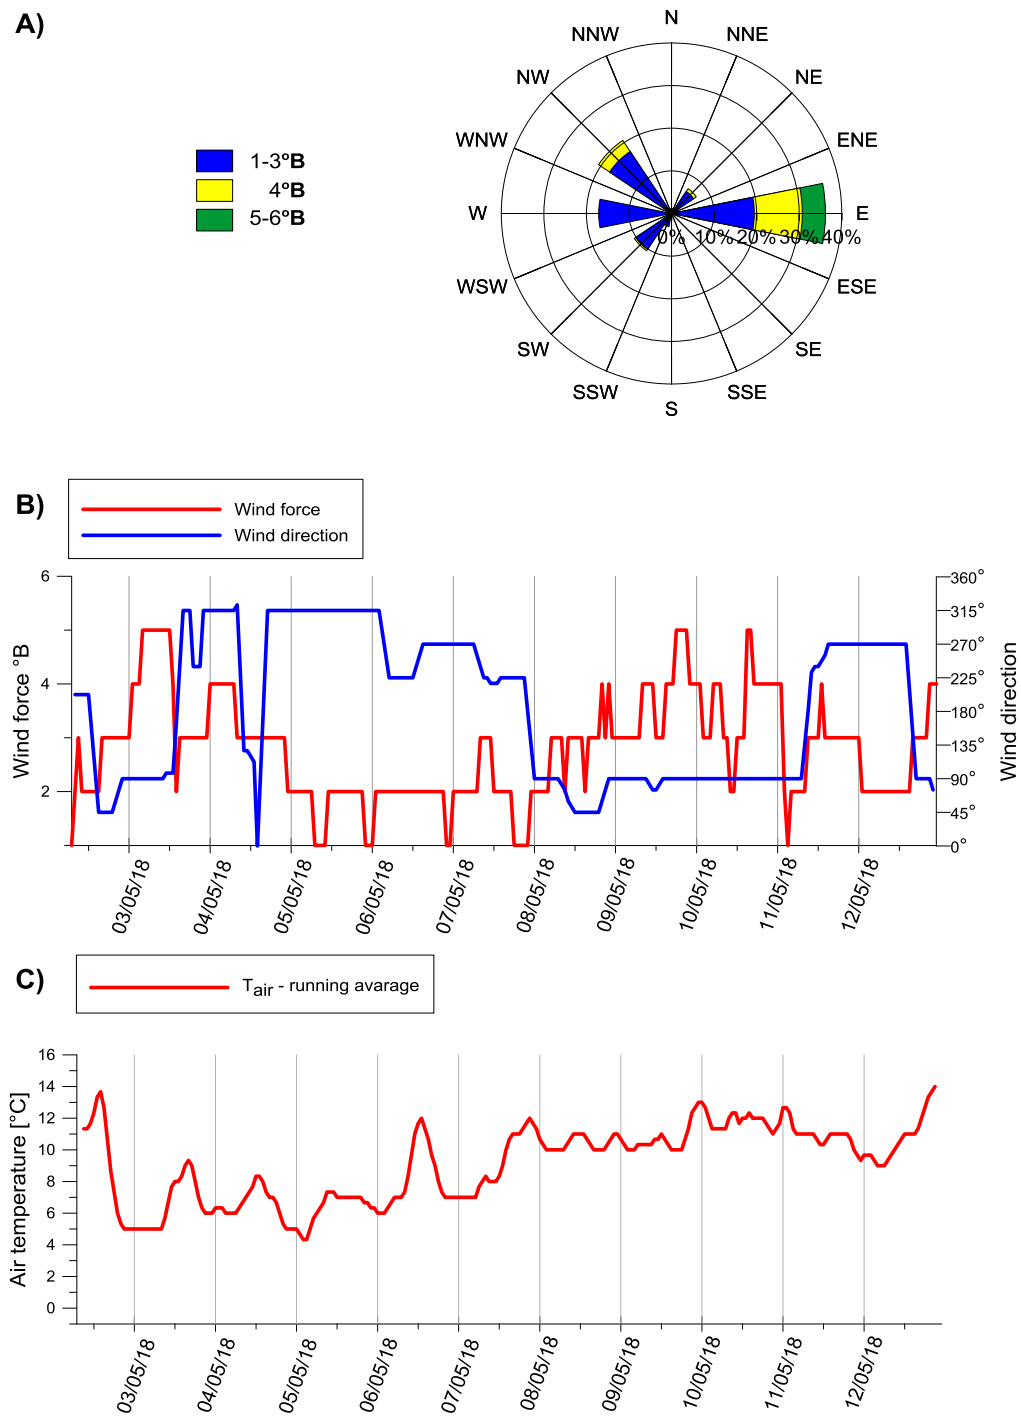 A)
N
NNW
NNE
NW
NE
WNW
ENE
1-3°B
4°B
5-6°B
W
E
0% 10% 20% 30% 40%
WSW
ESE
SW
SE
SSW
SSE
S
B)
Wind force
Wind direction
6
4
2
Wind force °B
360°
315°
270°
225°
180°
135°
90°
45°
0°
Wind direction
03/05/18
04/05/18
05/05/18
06/05/18
07/05/18
08/05/18
09/05/18
10/05/18
11/05/18
12/05/18
C)
Tair - running avarage
16
14
12
10
8
6
4
2
0
Air temperature [°C]
03/05/18
04/05/18
05/05/18
06/05/18
07/05/18
08/05/18
09/05/18
10/05/18
11/05/18
12/05/18